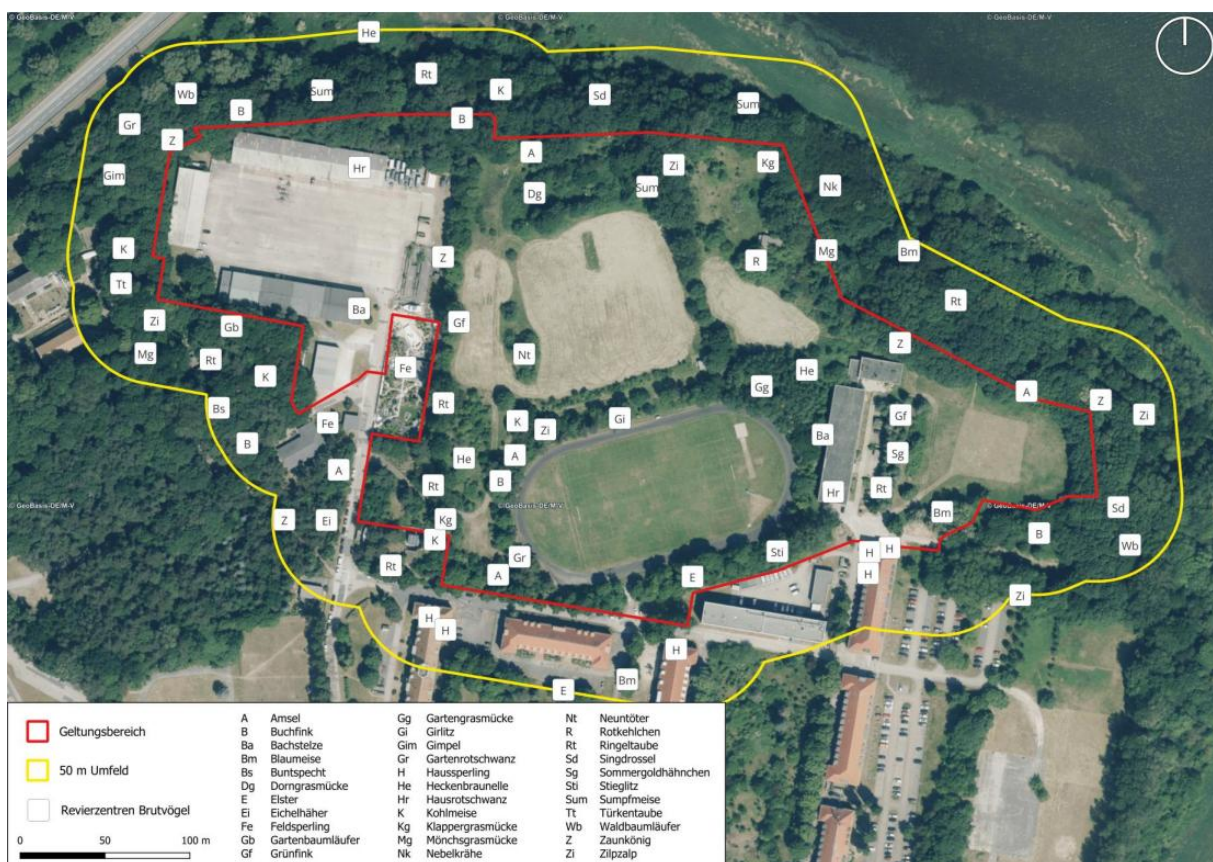 © GeoBasis-DE/M-V © GeoBasis-DE/M-V © GeoBasis-DE/M-V
He
Rt
K
Wb
Sum
Sd
Sum
B
B
Gr
Z
A
Kg
Hr
Zi
Gim
Sum
Nk
Dg
K
Mg
Bm
Z
R
Tt
Rt
Ba
Zi
Gf
Gb
Z
Mg
Rt
Nt
Fe
He
K
Gg
A
Z
Bs
Rt
Zi
Gi
Gf
Fe
K
Zi
Ba
B
A
He
Sg
A
B
Rt
Rt
Hr
© GeoBasis-DE/M-V © GeoBasis-DE/M-V © GeoBasis-DE/M-V
Sd
Bm
Z
Ei
Kg
B
K
Wb
Gr
Sti
H
H
Rt
A
E
H
Zi
H
H
H
Bm
E
Geltungsbereich
50 m Umfeld
Revierzentren Brutvögel
0 50 100 m
A Amsel
B Buchfink
Ba Bachstelze
Bm Blaumeise
Bs Buntspecht
Dg Dorngrasmücke
E Elster
Ei Eichelhäher
Fe Feldsperling
Gb Gartenbaumläufer
Gf Grünfink
Gg Gartengrasmücke
Gi Girlitz
Gim Gimpel
Gr Gartenrotschwanz
H Haussperling
He Heckenbraunelle
Hr Hausrotschwanz
K Kohlmeise
Kg Klappergrasmücke
Mg Mönchsgrasmücke
Nk Nebelkrähe
Nt Neuntöter
R Rotkehlchen
Rt Ringeltaube
Sd Singdrossel
Sg Sommergoldhähnchen
Sti Stieglitz
Sum Sumpfmeise
Tt Türkentaube
Wb Waldbaumläufer
Z Zaunkönig
Zi Zilpzalp